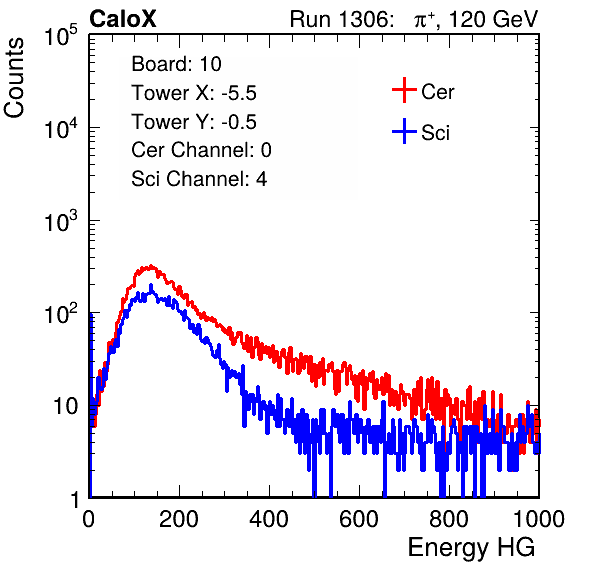 CaloX Run 1306: π⁺, 120 GeV
Counts
10⁵
10⁴
10³
10²
10
1
Board: 10
Tower X: -5.5
Tower Y: -0.5
Cer Channel: 0
Sci Channel: 4
Cer
Sci
0 200 400 600 800 1000
Energy HG